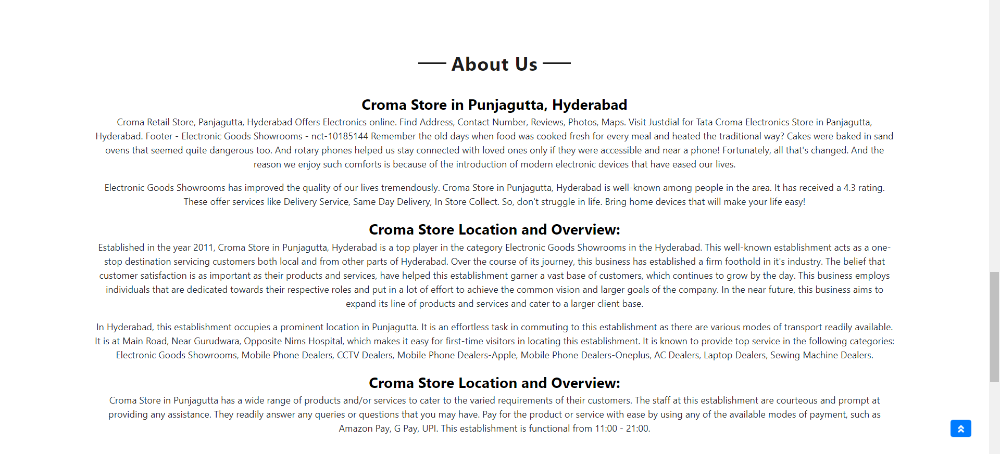 About Us
Croma Store in Punjagutta, Hyderabad
Croma Retail Store, Panjagutta, Hyderabad Offers Electronics online. Find Address, Contact Number, Reviews, Photos, Maps. Visit Justdial for Tata Croma Electronics Store in Panjagutta,
Hyderabad. Footer - Electronic Goods Showrooms - nct-10185144 Remember the old days when food was cooked fresh for every meal and heated the traditional way? Cakes were baked in sand
ovens that seemed quite dangerous too. And rotary phones helped us stay connected with loved ones only if they were accessible and near a phone! Fortunately, all that's changed. And the
reason we enjoy such comforts is because of the introduction of modern electronic devices that have eased our lives.
Electronic Goods Showrooms has improved the quality of our lives tremendously. Croma Store in Punjagutta, Hyderabad is well-known among people in the area. It has received a 4.3 rating.
These offer services like Delivery Service, Same Day Delivery, In Store Collect. So, don't struggle in life. Bring home devices that will make your life easy!
Croma Store Location and Overview:
Established in the year 2011, Croma Store in Punjagutta, Hyderabad is a top player in the category Electronic Goods Showrooms in the Hyderabad. This well-known establishment acts as a one-
stop destination servicing customers both local and from other parts of Hyderabad. Over the course of its journey, this business has established a firm foothold in it's industry. The belief that
customer satisfaction is as important as their products and services, have helped this establishment garner a vast base of customers, which continues to grow by the day. This business employs
individuals that are dedicated towards their respective roles and put in a lot of effort to achieve the common vision and larger goals of the company. In the near future, this business aims to
expand its line of products and services and cater to a larger client base.
In Hyderabad, this establishment occupies a prominent location in Punjagutta. It is an effortless task in commuting to this establishment as there are various modes of transport readily available.
It is at Main Road, Near Gurudwara, Opposite Nims Hospital, which makes it easy for first-time visitors in locating this establishment. It is known to provide top service in the following categories:
Electronic Goods Showrooms, Mobile Phone Dealers, CCTV Dealers, Mobile Phone Dealers-Apple, Mobile Phone Dealers-Oneplus, AC Dealers, Laptop Dealers, Sewing Machine Dealers.
Croma Store Location and Overview:
Croma Store in Punjagutta has a wide range of products and/or services to cater to the varied requirements of their customers. The staff at this establishment are courteous and prompt at
providing any assistance. They readily answer any queries or questions that you may have. Pay for the product or service with ease by using any of the available modes of payment, such as
Amazon Pay, G Pay, UPI. This establishment is functional from 11:00 - 21:00.